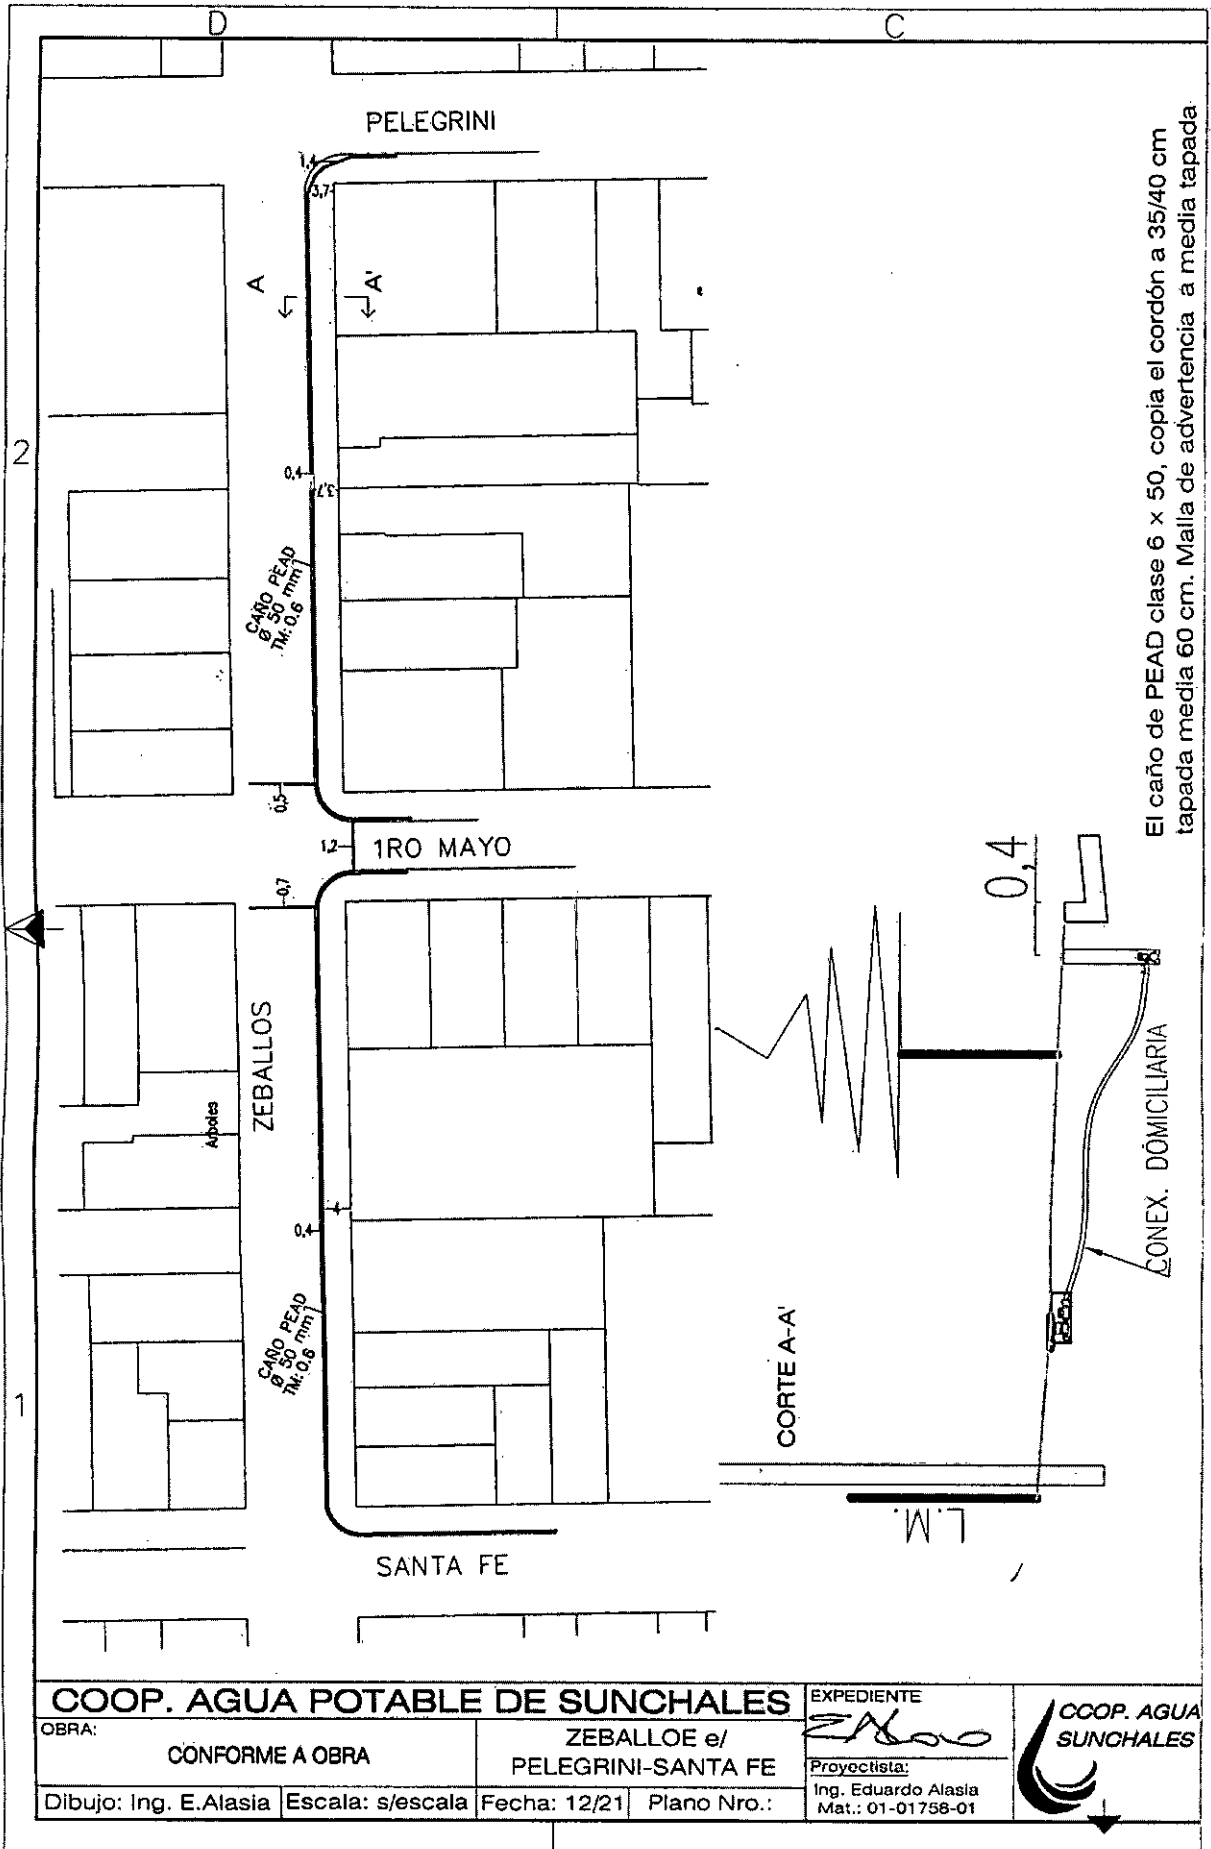 D
C
PELEGRINI
1,4
3,7
A
A'
2
0,4
3,7
CAÑO PEAD
Ø 50 mm
TM: 0.6
0,5
1,2
1RO MAYO
0,7
ZEBALLOS
Arboles
4
0,4
CAÑO PEAD
Ø 50 mm
TM: 0.6
1
SANTA FE
El caño de PEAD clase 6 x 50, copia el cordón a 35/40 cm
tapada media 60 cm. Malla de advertencia a media tapada
0,4
CONEX. DOMICILIARIA
CORTE A-A'
L.M.
COOP. AGUA POTABLE DE SUNCHALES
OBRA:
CONFORME A OBRA
ZEBALLOE e/
PELEGRINI-SANTA FE
Dibujo: Ing. E.Alasia
Escala: s/escala
Fecha: 12/21
Plano Nro.:
EXPEDIENTE
Proyectista:
Ing. Eduardo Alasia
Mat.: 01-01758-01
COOP. AGUA
SUNCHALES